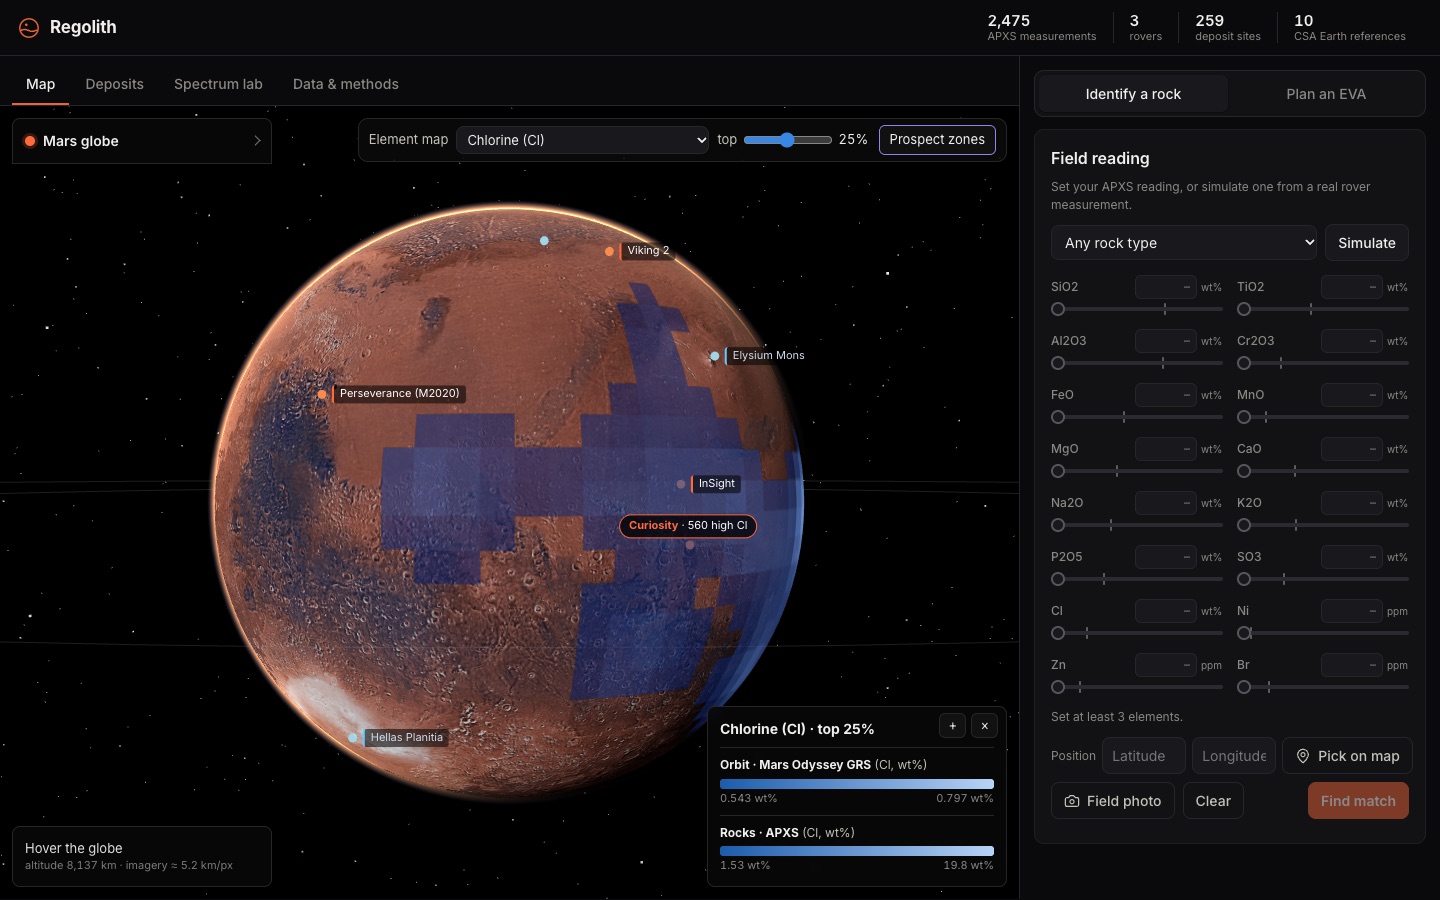 Regolith
2,475
APXS measurements
3
rovers
259
deposit sites
10
CSA Earth references
Map
Deposits
Spectrum lab
Data & methods
Mars globe
Element map
Chlorine (Cl)
top
25%
Prospect zones
Viking 2
Elysium Mons
Perseverance (M2020)
InSight
Curiosity · 560 high Cl
Hellas Planitia
Hover the globe
altitude 8,137 km · imagery ≈ 5.2 km/px
Chlorine (Cl) · top 25%
+
×
Orbit · Mars Odyssey GRS (Cl, wt%)
0.543 wt%
0.797 wt%
Rocks · APXS (Cl, wt%)
1.53 wt%
19.8 wt%
Identify a rock
Plan an EVA
Field reading
Set your APXS reading, or simulate one from a real rover
measurement.
Any rock type
Simulate
SiO2 – wt%
TiO2 – wt%
Al2O3 – wt%
Cr2O3 – wt%
FeO – wt%
MnO – wt%
MgO – wt%
CaO – wt%
Na2O – wt%
K2O – wt%
P2O5 – wt%
SO3 – wt%
Cl – wt%
Ni – ppm
Zn – ppm
Br – ppm
Set at least 3 elements.
Position
Latitude
Longitude
Pick on map
Field photo
Clear
Find match